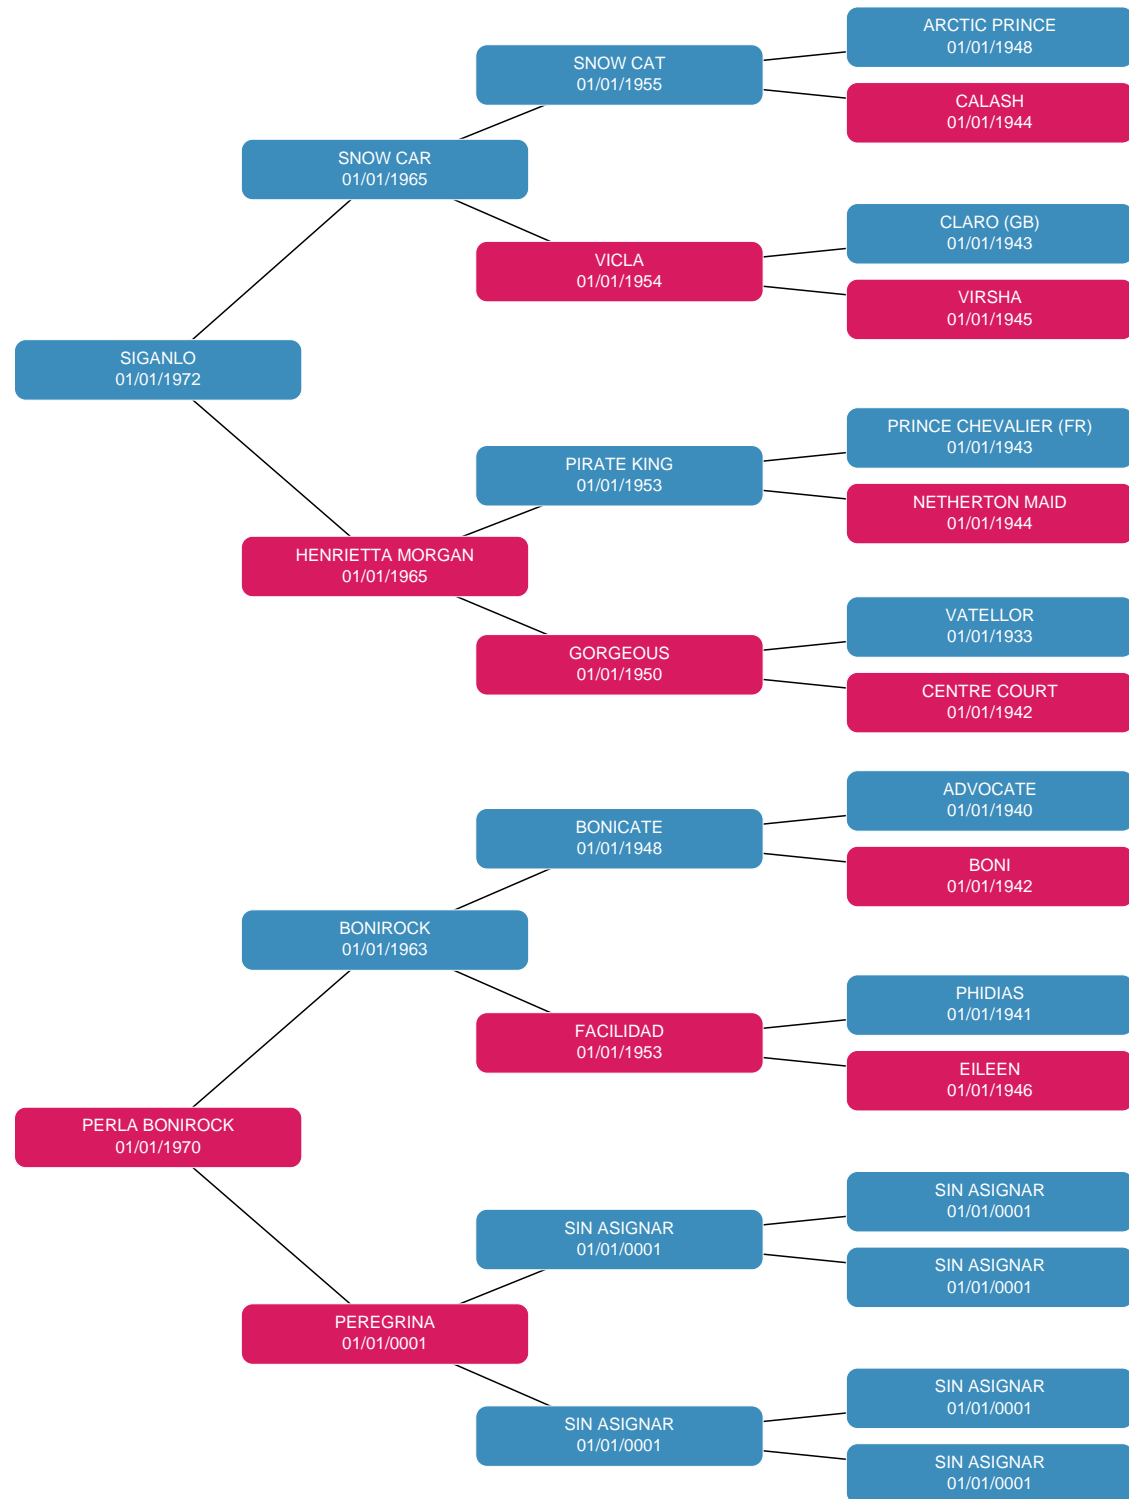 ARCTIC PRINCE
01/01/1948
SNOW CAT
01/01/1955
CALASH
01/01/1944
SNOW CAR
01/01/1965
CLARO (GB)
01/01/1943
VICLA
01/01/1954
VIRSHA
01/01/1945
SIGANLO
01/01/1972
PRINCE CHEVALIER (FR)
01/01/1943
PIRATE KING
01/01/1953
NETHERTON MAID
01/01/1944
HENRIETTA MORGAN
01/01/1965
VATELLOR
01/01/1933
GORGEOUS
01/01/1950
CENTRE COURT
01/01/1942
ADVOCATE
01/01/1940
BONICATE
01/01/1948
BONI
01/01/1942
BONIROCK
01/01/1963
PHIDIAS
01/01/1941
FACILIDAD
01/01/1953
EILEEN
01/01/1946
PERLA BONIROCK
01/01/1970
SIN ASIGNAR
01/01/0001
SIN ASIGNAR
01/01/0001
SIN ASIGNAR
01/01/0001
PEREGRINA
01/01/0001
SIN ASIGNAR
01/01/0001
SIN ASIGNAR
01/01/0001
SIN ASIGNAR
01/01/0001